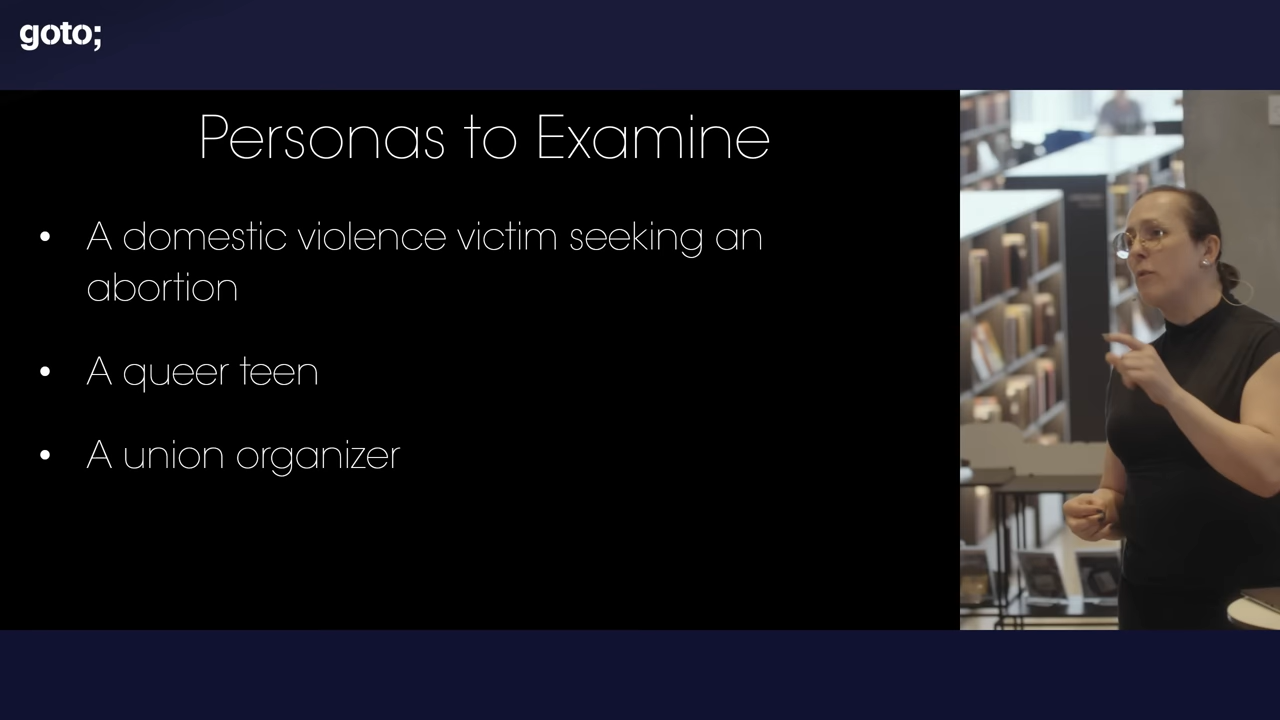 goto;
Personas to Examine
• A domestic violence victim seeking an
abortion
• A queer teen
• A union organizer